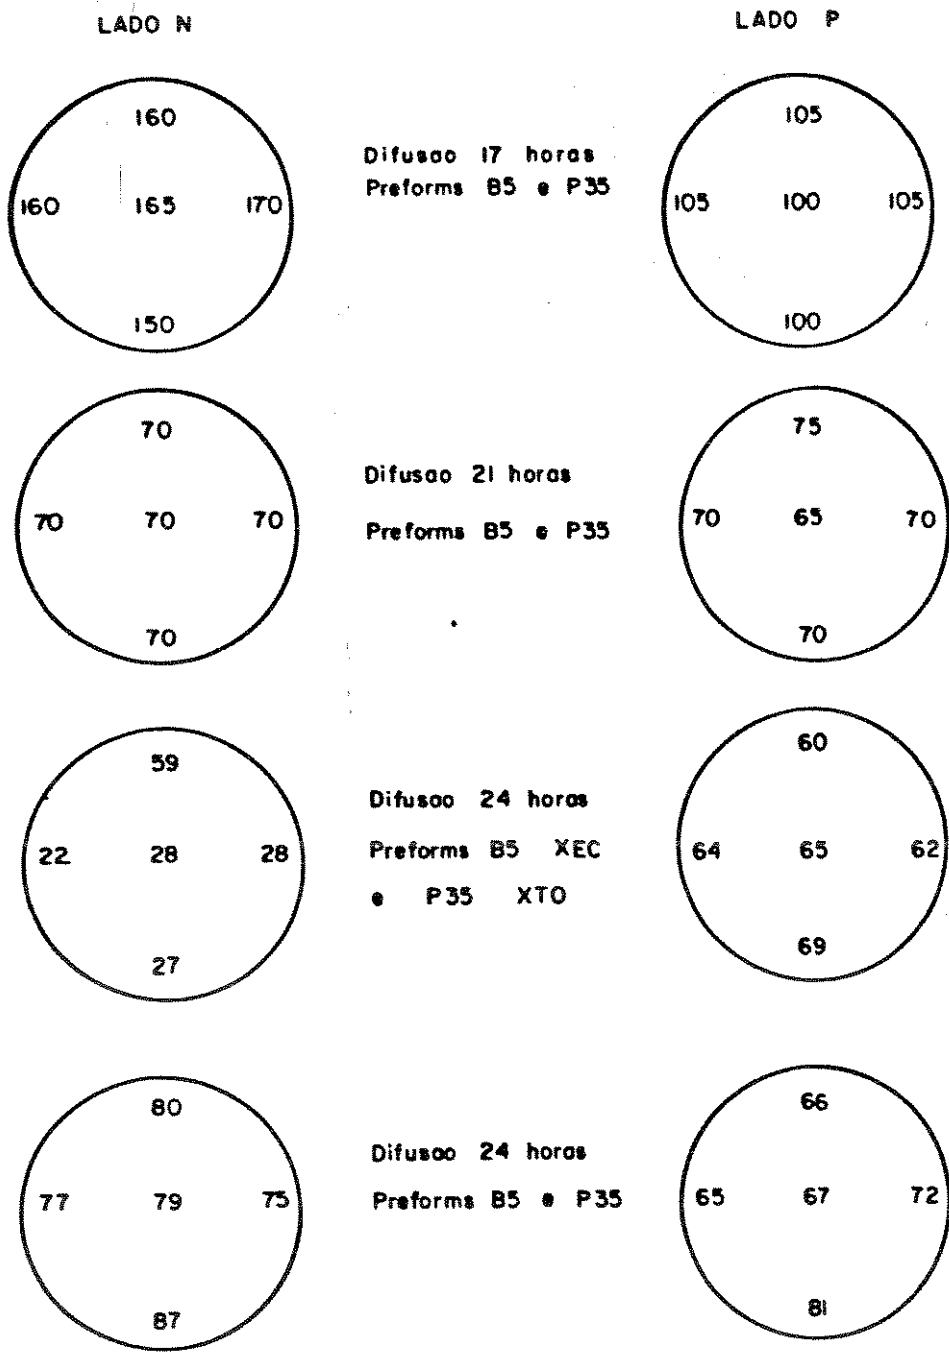 LADO N
LADO P
160
160 165 170
150
Difusao 17 horas
Preforms B5 e P35
105
105 100 105
100
70
70 70 70
70
Difusao 21 horas
Preforms B5 e P35
75
70 65 70
70
59
22 28 28
27
Difusao 24 horas
Preforms B5 XEC
e P35 XTO
60
64 65 62
69
80
77 79 75
87
Difusao 24 horas
Preforms B5 e P35
66
65 67 72
81